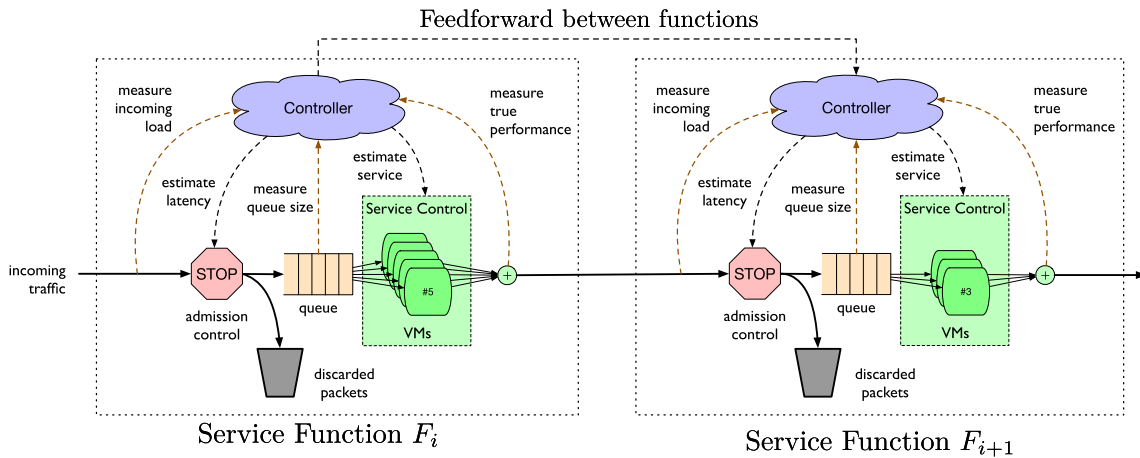 Feedforward between functions
measure
incoming
load
Controller
measure
true
performance
estimate
latency
measure
queue size
estimate
service
Service Control
incoming
traffic
STOP
admission
control
queue
#5
VMs
+
discarded
packets
Service Function F_i
measure
incoming
load
Controller
measure
true
performance
estimate
latency
measure
queue size
estimate
service
Service Control
STOP
admission
control
queue
#3
VMs
+
discarded
packets
Service Function F_{i+1}